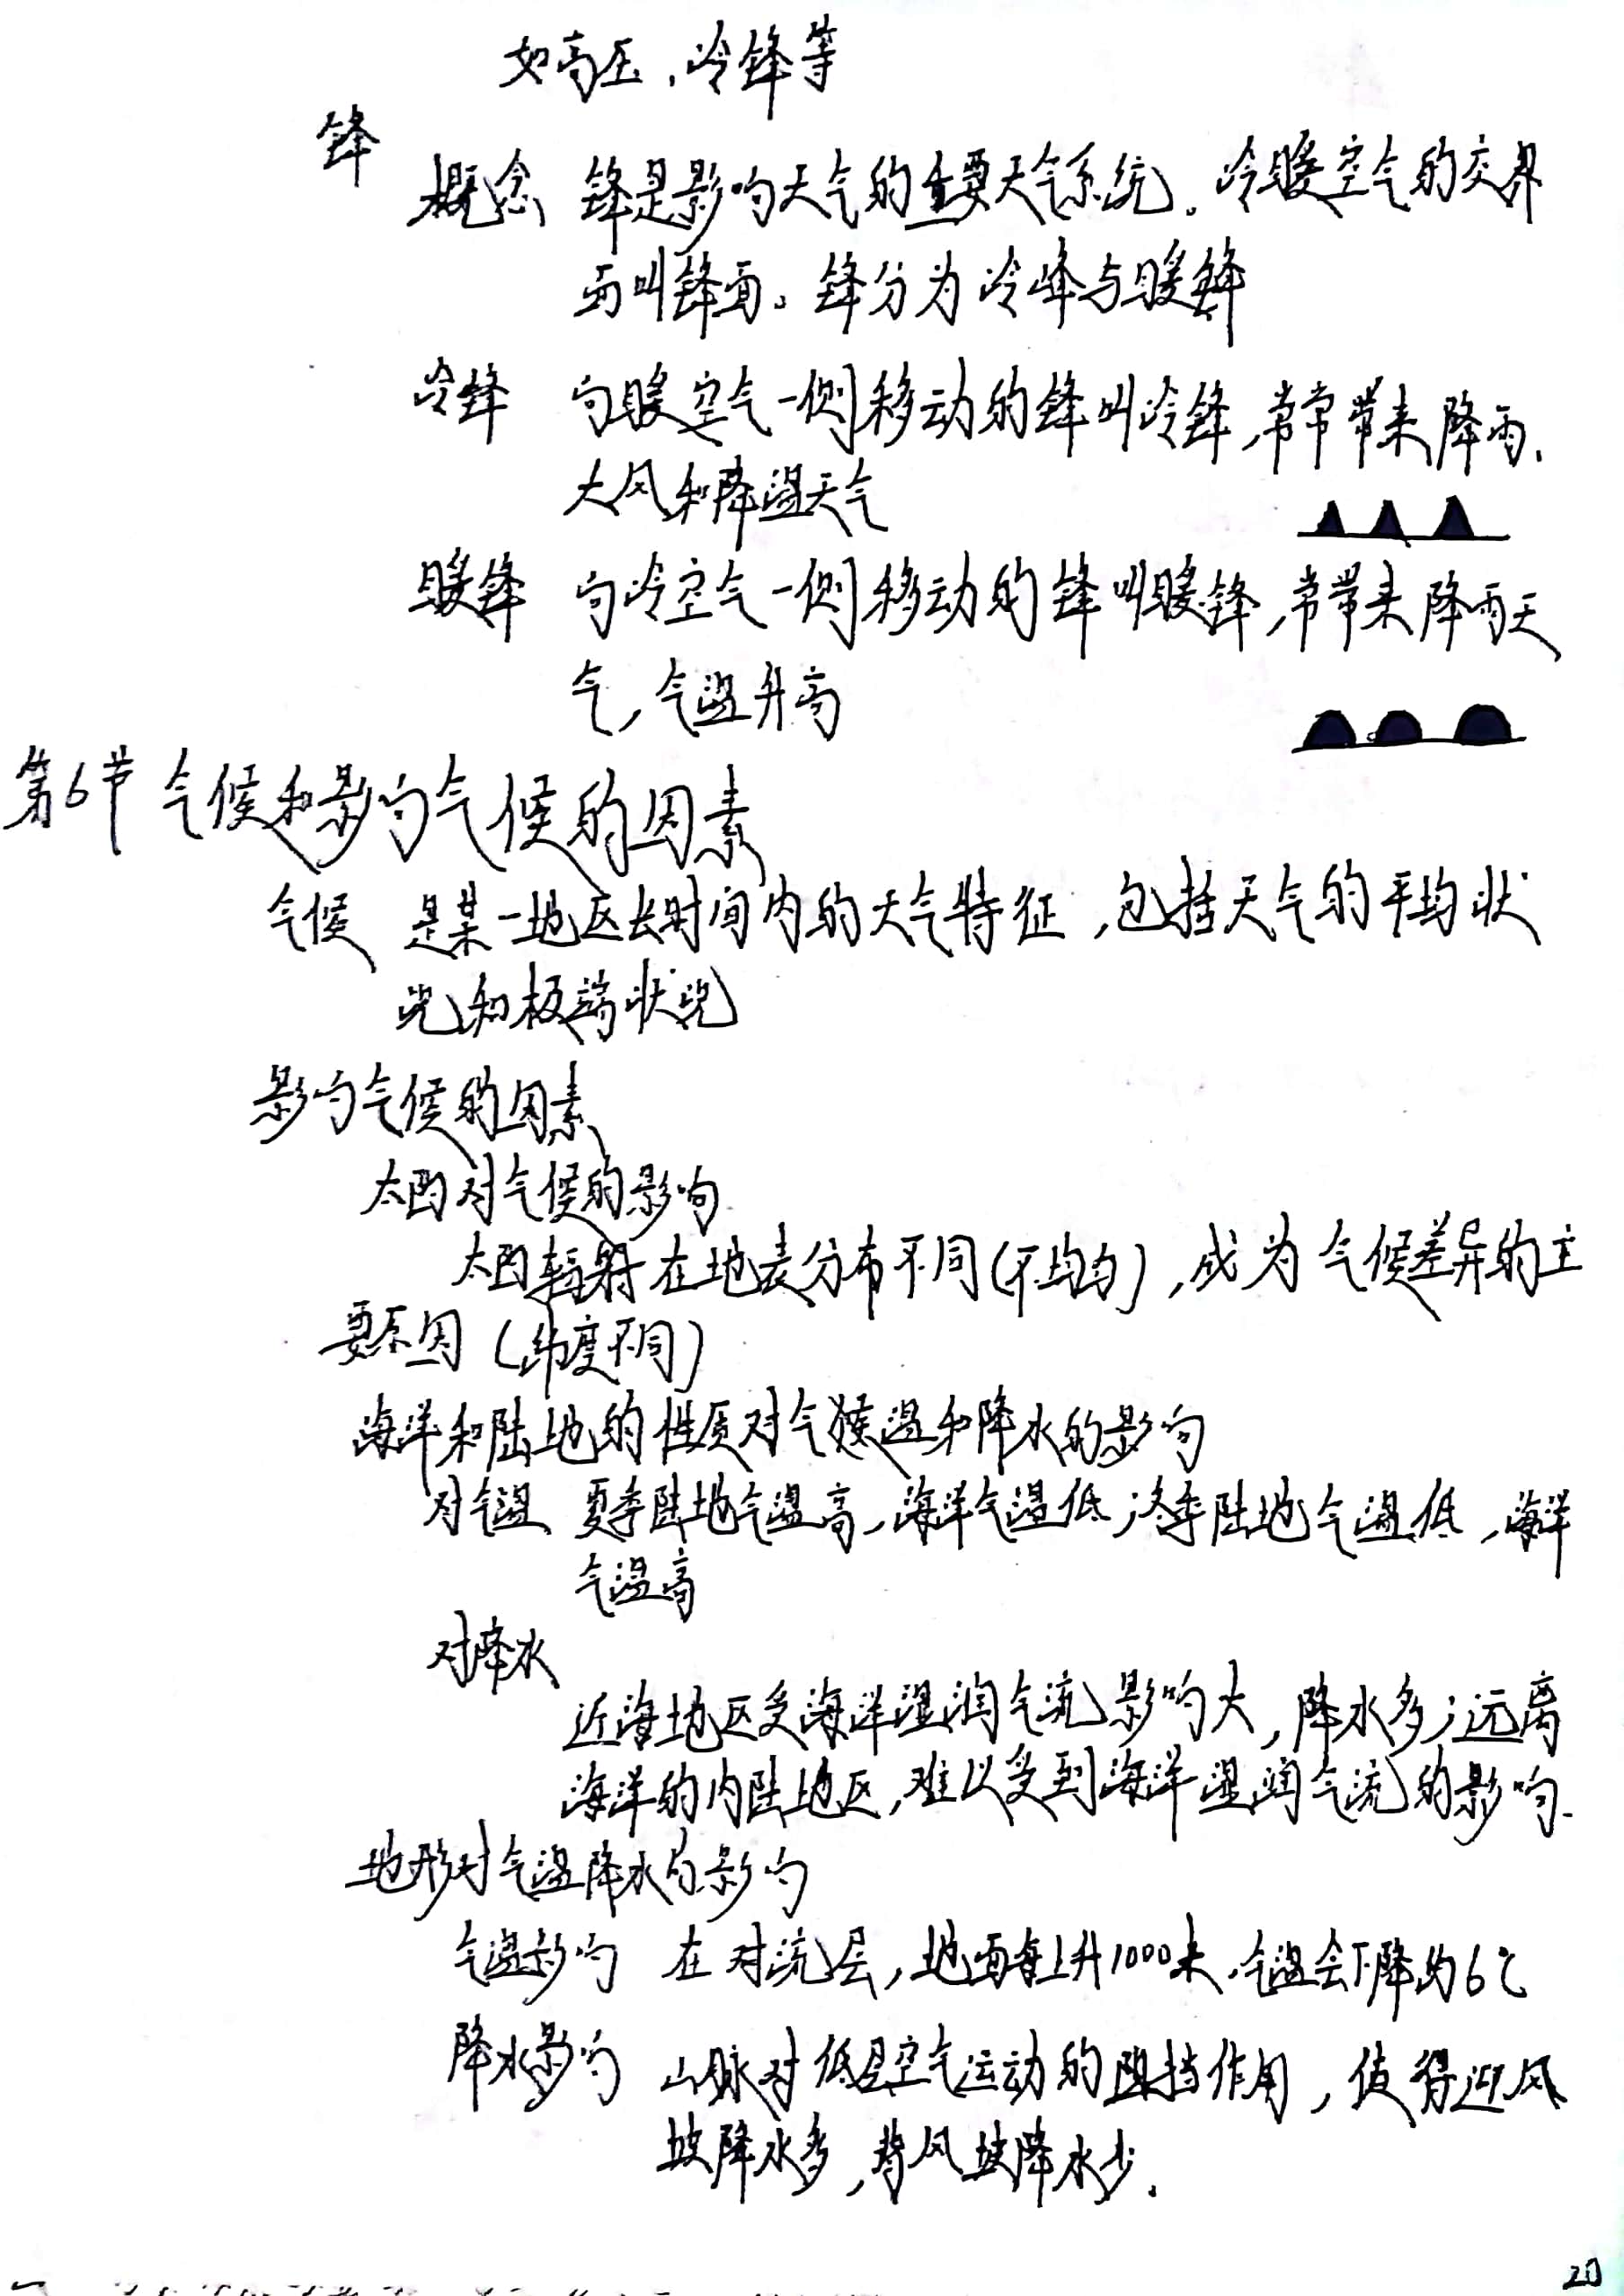 如高压、冷锋等
锋
概念 锋是影响天气的重要天气系统。冷暖空气的交界
面叫锋面。锋分为冷峰与暖锋
冷锋 向暖空气一侧移动的锋叫冷锋,常常带来降雨、
大风和降温天气
暖锋 向冷空气一侧移动的锋叫暖锋,常带来降雨天
气,气温升高
第6节 气候和影响气候的因素
气候 是某一地区长时间内的天气特征,包括天气的平均状
况和极端状况
影响气候的因素
太阳对气候的影响
太阳辐射在地表分布不同(不均匀),成为气候差异的主
要原因(纬度不同)
海洋和陆地的性质对气温和降水的影响
对气温 夏季陆地气温高,海洋气温低;冬季陆地气温低,海洋
气温高
对降水
近海地区受海洋湿润气流影响大,降水多;远离
海洋的内陆地区,难以受到海洋湿润气流的影响.
地形对气温降水的影响
气温影响 在对流层,地面每上升1000米,气温会下降约6℃
降水影响 山脉对低层空气运动的阻挡作用,使得迎风
坡降水多,背风坡降水少.
20